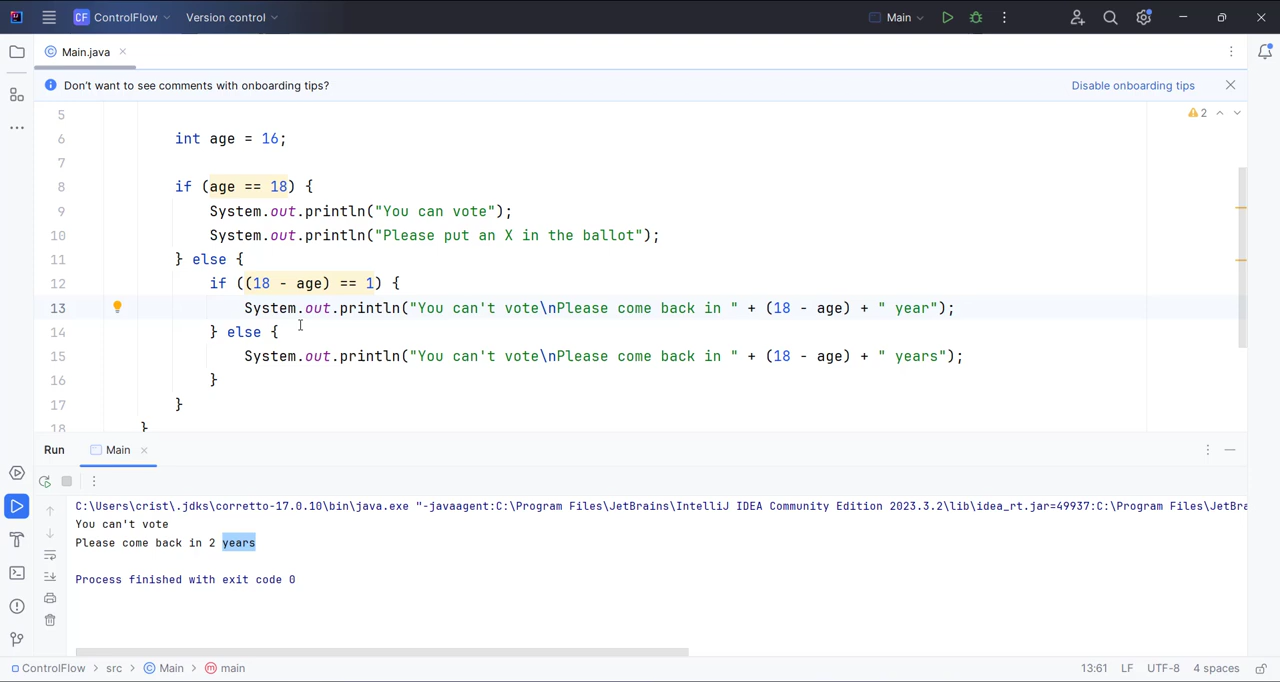 CF ControlFlow Version control Main
Main.java
Don't want to see comments with onboarding tips? Disable onboarding tips
5
2
6 int age = 16;
7
8 if (age == 18) {
9 System.out.println("You can vote");
10 System.out.println("Please put an X in the ballot");
11 } else {
12 if ((18 - age) == 1) {
13 System.out.println("You can't vote\nPlease come back in " + (18 - age) + " year");
14 } else {
15 System.out.println("You can't vote\nPlease come back in " + (18 - age) + " years");
16 }
17 }
18 }
Run Main
C:\Users\crist\.jdks\corretto-17.0.10\bin\java.exe "-javaagent:C:\Program Files\JetBrains\IntelliJ IDEA Community Edition 2023.3.2\lib\idea_rt.jar=49937:C:\Program Files\JetBra
You can't vote
Please come back in 2 years
Process finished with exit code 0
ControlFlow > src > Main > main 13:61 LF UTF-8 4 spaces